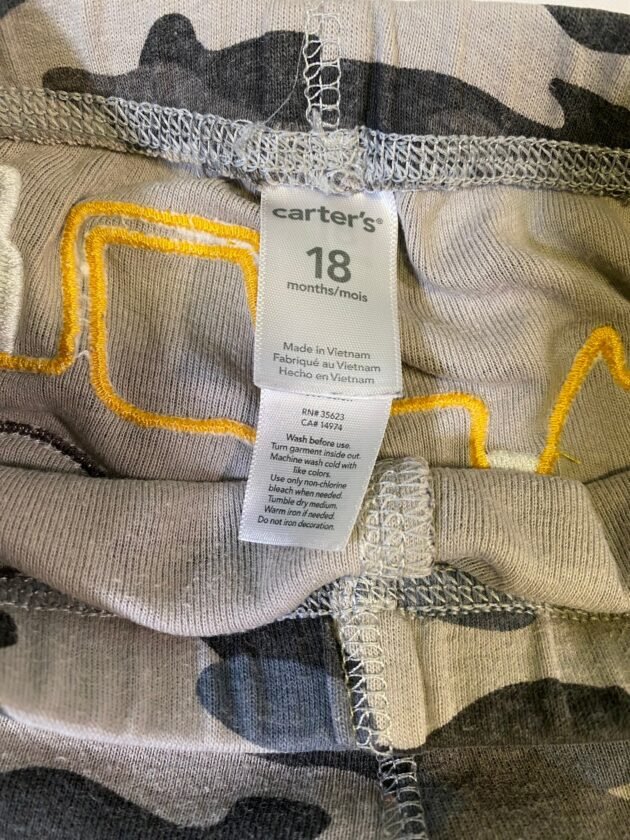 carter's®
18
months/mois
Made in Vietnam
Fabriqué au Vietnam
Hecho en Vietnam
RN# 35623
CA# 14974
Wash before use.
Turn garment inside out.
Machine wash cold with
like colors.
Use only non-chlorine
bleach when needed.
Tumble dry medium.
Warm iron if needed.
Do not iron decoration.